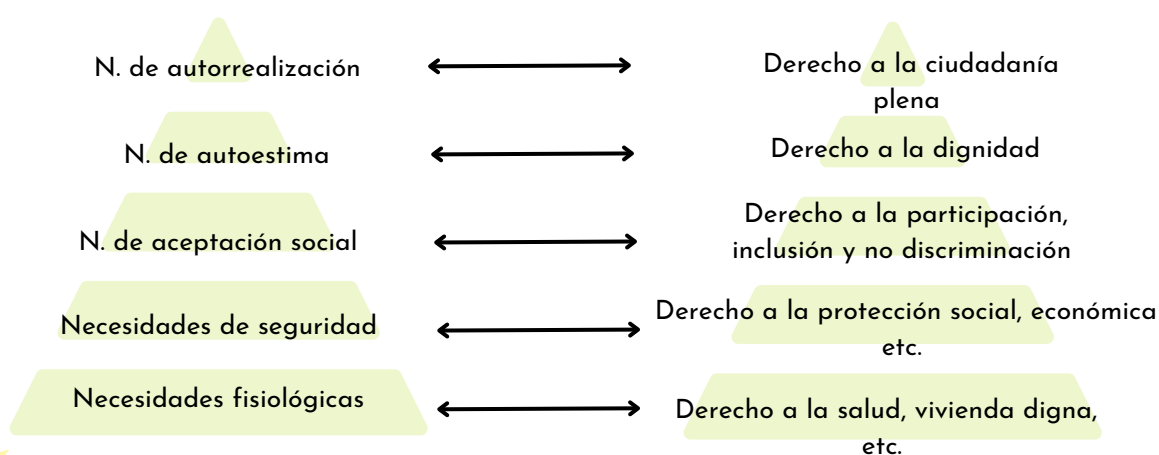 N. de autorrealización
Derecho a la ciudadanía
plena
N. de autoestima
Derecho a la dignidad
N. de aceptación social
Derecho a la participación,
inclusión y no discriminación
Necesidades de seguridad
Derecho a la protección social, económica
etc.
Necesidades fisiológicas
Derecho a la salud, vivienda digna,
etc.